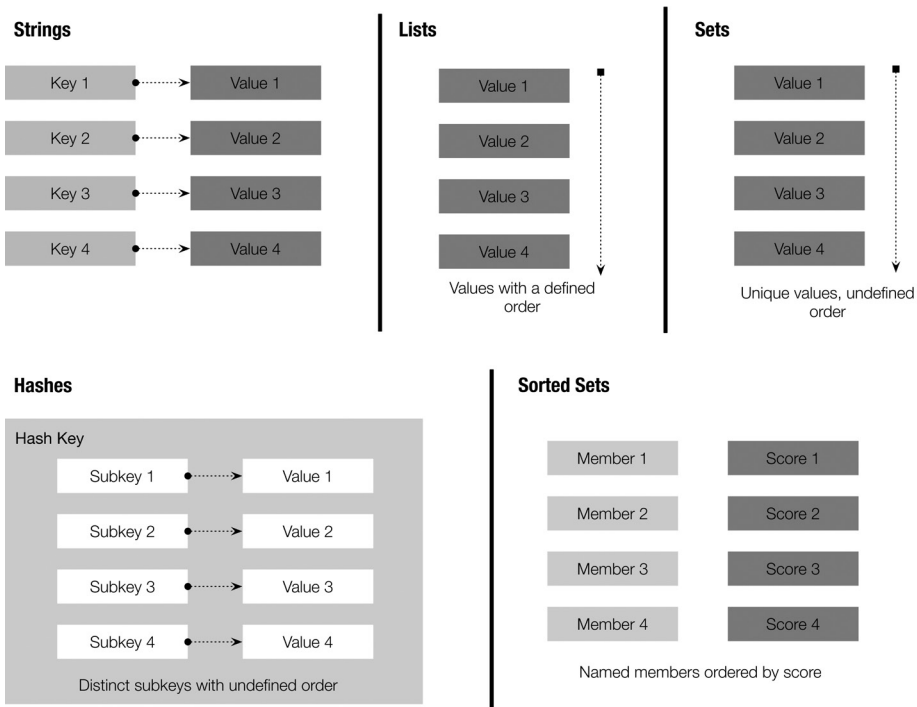 Strings
Key 1
Value 1
Key 2
Value 2
Key 3
Value 3
Key 4
Value 4
Lists
Value 1
Value 2
Value 3
Value 4
Values with a defined
order
Sets
Value 1
Value 2
Value 3
Value 4
Unique values, undefined
order
Hashes
Hash Key
Subkey 1
Value 1
Subkey 2
Value 2
Subkey 3
Value 3
Subkey 4
Value 4
Distinct subkeys with undefined order
Sorted Sets
Member 1
Score 1
Member 2
Score 2
Member 3
Score 3
Member 4
Score 4
Named members ordered by score